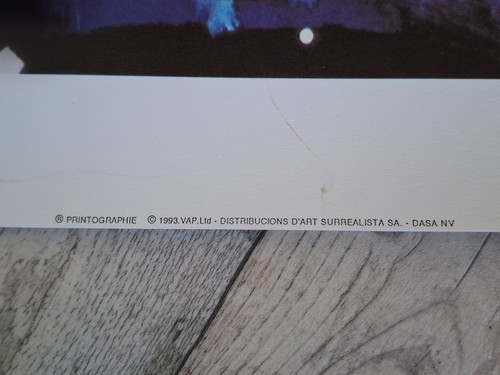 ® PRINTOGRAPHIE © 1993.VAP.Ltd - DISTRIBUCIONS D'ART SURREALISTA SA. - DASA NV